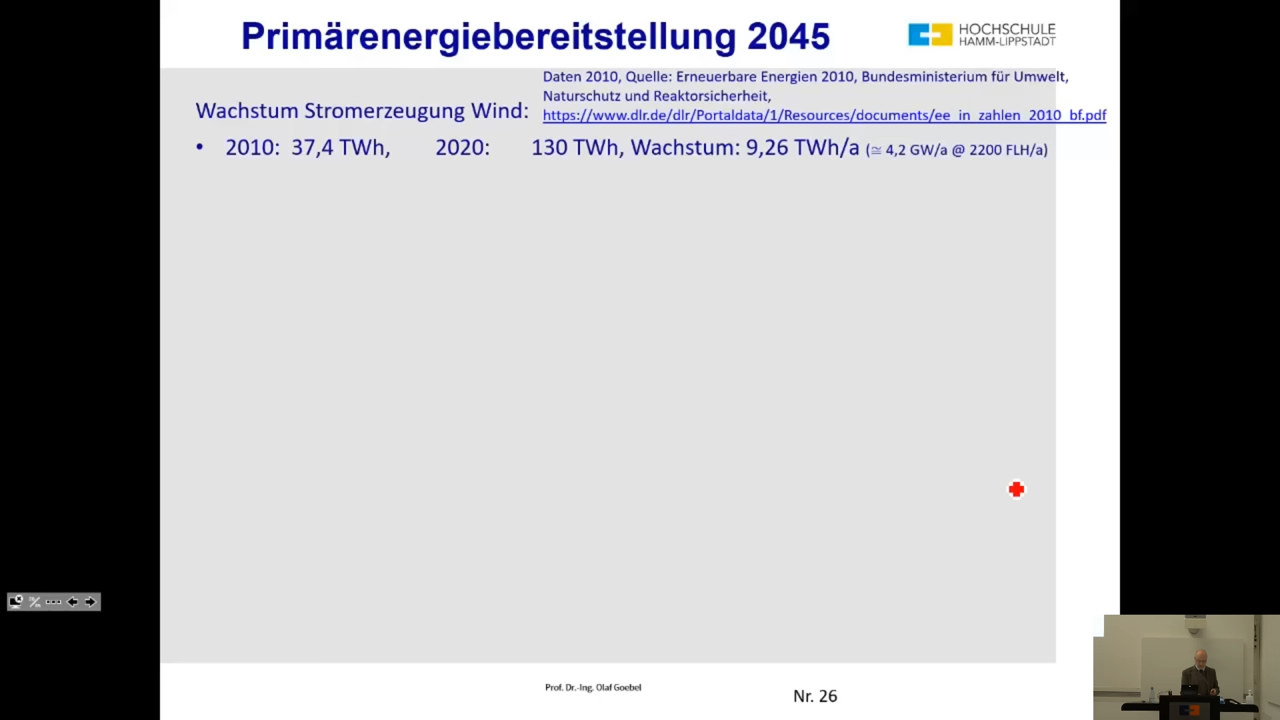 Primärenergiebereitstellung 2045
HOCHSCHULE
HAMM-LIPPSTADT
Daten 2010, Quelle: Erneuerbare Energien 2010, Bundesministerium für Umwelt,
Naturschutz und Reaktorsicherheit,
https://www.dlr.de/dlr/Portaldata/1/Resources/documents/ee_in_zahlen_2010_bf.pdf
Wachstum Stromerzeugung Wind:
• 2010: 37,4 TWh, 2020: 130 TWh, Wachstum: 9,26 TWh/a (≅ 4,2 GW/a @ 2200 FLH/a)
Prof. Dr.-Ing. Olaf Goebel
Nr. 26